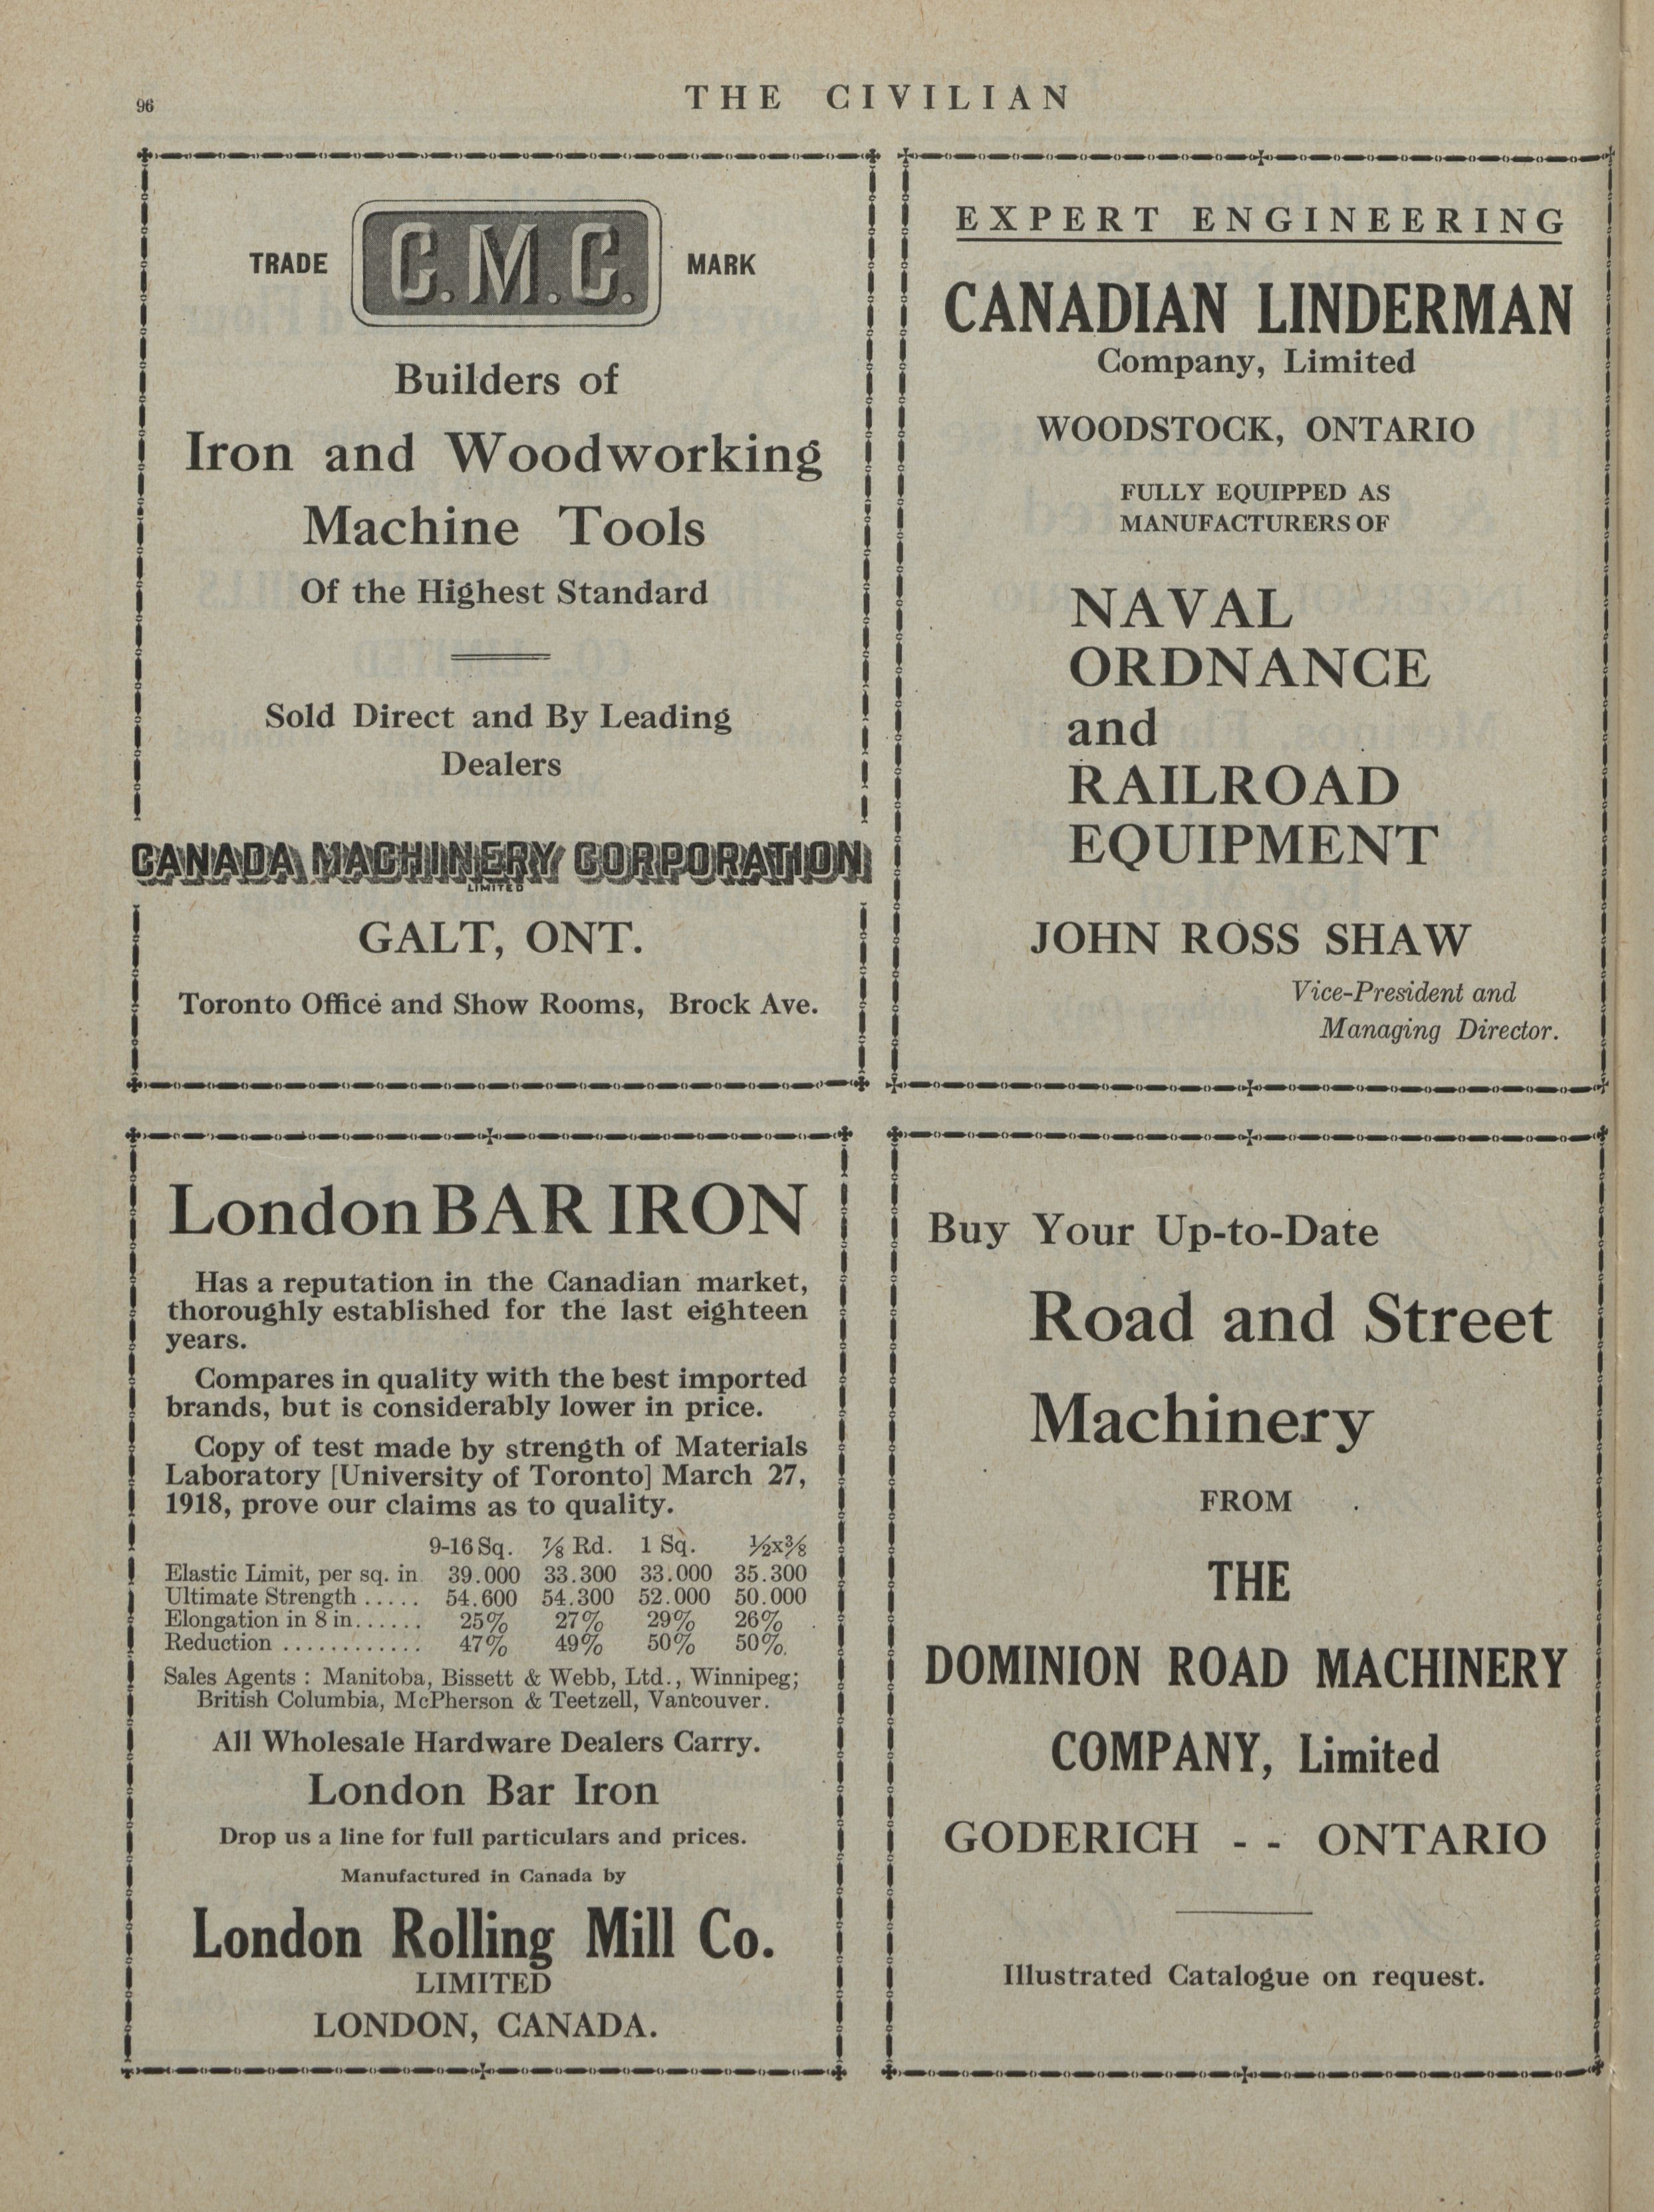 96
THE CIVILIAN
TRADE C.M.C. MARK
Builders of
Iron and Woodworking
Machine Tools
Of the Highest Standard
Sold Direct and By Leading
Dealers
CANADA MACHINERY CORPORATION
LIMITED
GALT, ONT.
Toronto Office and Show Rooms, Brock Ave.
EXPERT ENGINEERING
CANADIAN LINDERMAN
Company, Limited
WOODSTOCK, ONTARIO
FULLY EQUIPPED AS
MANUFACTURERS OF
NAVAL
ORDNANCE
and
RAILROAD
EQUIPMENT
JOHN ROSS SHAW
Vice-President and
Managing Director.
London BAR IRON
Has a reputation in the Canadian market,
thoroughly established for the last eighteen
years.
Compares in quality with the best imported
brands, but is considerably lower in price.
Copy of test made by strength of Materials
Laboratory [University of Toronto] March 27,
1918, prove our claims as to quality.
9-16 Sq. ⅞ Rd. 1 Sq. ½x⅜
Elastic Limit, per sq. in 39.000 33.300 33.000 35.300
Ultimate Strength ..... 54.600 54.300 52.000 50.000
Elongation in 8 in...... 25% 27% 29% 26%
Reduction ............ 47% 49% 50% 50%.
Sales Agents : Manitoba, Bissett & Webb, Ltd., Winnipeg;
British Columbia, McPherson & Teetzell, Vancouver.
All Wholesale Hardware Dealers Carry.
London Bar Iron
Drop us a line for full particulars and prices.
Manufactured in Canada by
London Rolling Mill Co.
LIMITED
LONDON, CANADA.
Buy Your Up-to-Date
Road and Street
Machinery
FROM
THE
DOMINION ROAD MACHINERY
COMPANY, Limited
GODERICH - - ONTARIO
Illustrated Catalogue on request.